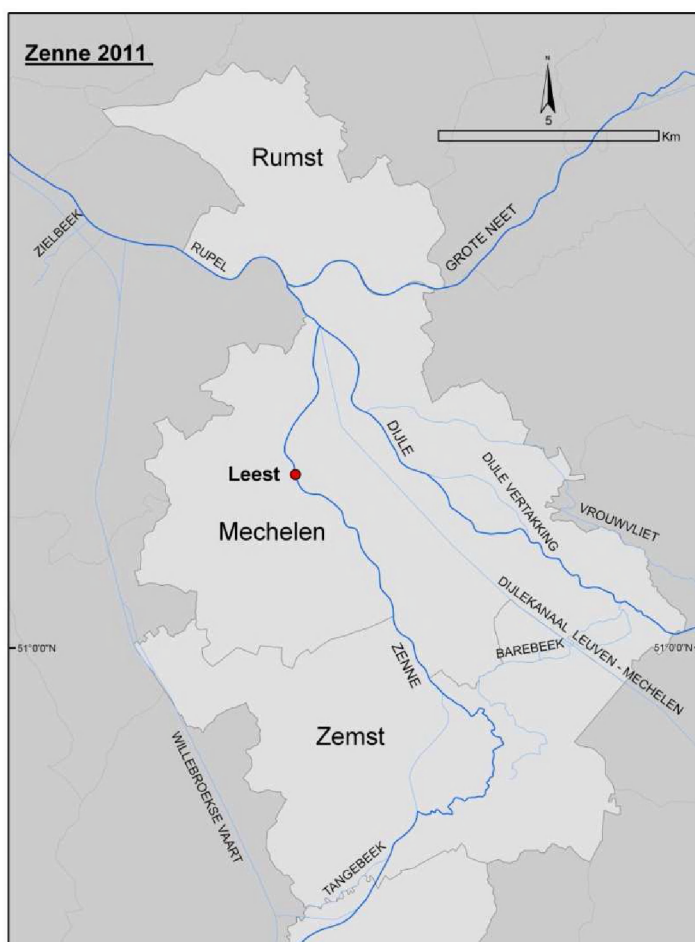 Zenne 2011
N
5
Km
Rumst
ZIELBEEK
RUPEL
GROTE NEET
Leest
DIJLE
DIJLE VERTAKKING
Mechelen
VROUWVLIET
DIJLEKANAAL LEUVEN - MECHELEN
51°0'0"N
51°0'0"N
BAREBEEK
ZENNE
Zemst
WILLEBROEKSE VAART
TANGEBEEK